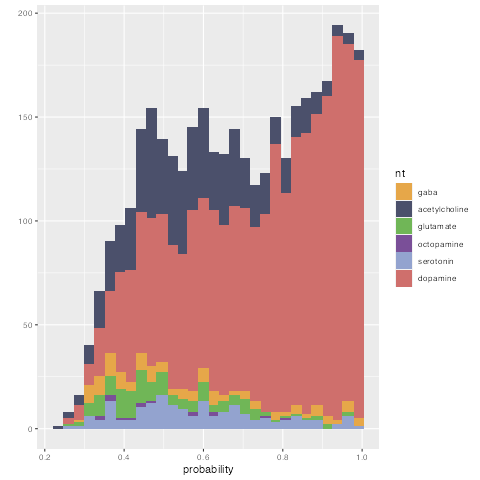 200
150
100
50
0
0.2 0.4 0.6 0.8 1.0
probability
nt
gaba
acetylcholine
glutamate
octopamine
serotonin
dopamine